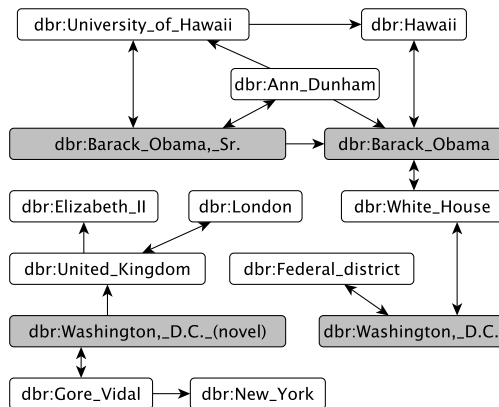 dbr:University_of_Hawaii
dbr:Hawaii
dbr:Ann_Dunham
dbr:Barack_Obama,_Sr.
dbr:Barack_Obama
dbr:Elizabeth_II
dbr:London
dbr:White_House
dbr:United_Kingdom
dbr:Federal_district
dbr:Washington,_D.C._(novel)
dbr:Washington,_D.C.
dbr:Gore_Vidal
dbr:New_York